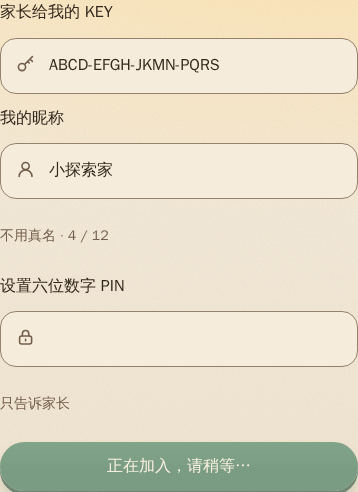 家长给我的 KEY
ABCD-EFGH-JKMN-PQRS
我的昵称
小探索家
不用真名 · 4 / 12
设置六位数字 PIN
只告诉家长
正在加入，请稍等…